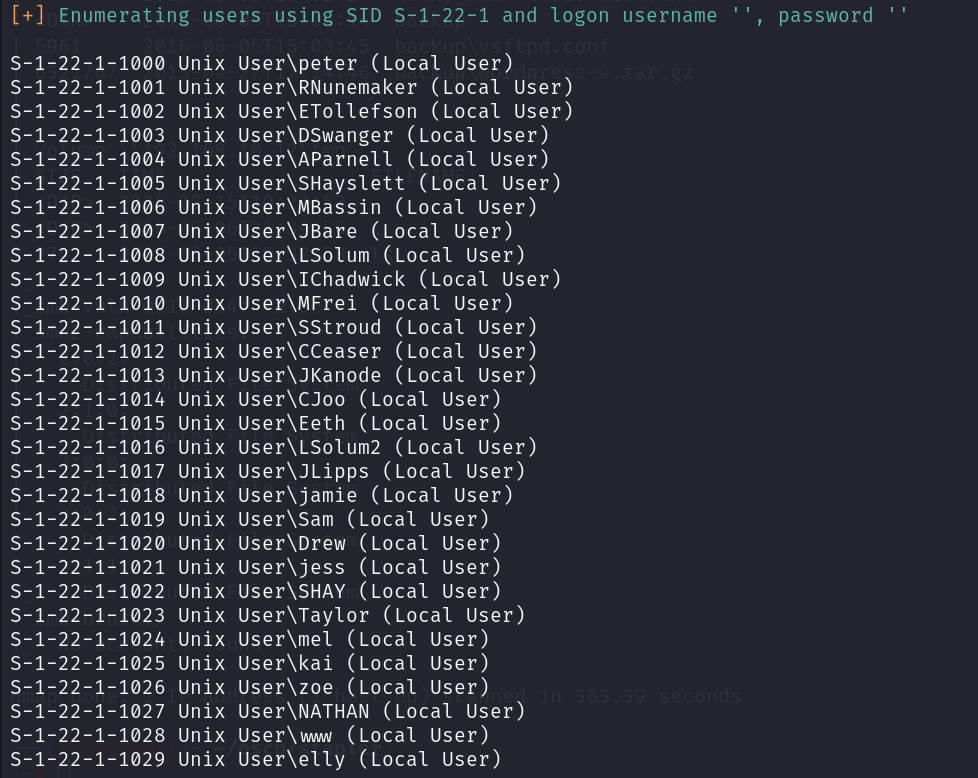 [+] Enumerating users using SID S-1-22-1 and logon username '', password ''
5961 2016-06-05T15:03:45 backup\vsftpd.conf
S-1-22-1-1000 Unix User\peter (Local User)
S-1-22-1-1001 Unix User\RNunemaker (Local User)
S-1-22-1-1002 Unix User\ETollefson (Local User)
S-1-22-1-1003 Unix User\DSwanger (Local User)
S-1-22-1-1004 Unix User\AParnell (Local User)
S-1-22-1-1005 Unix User\SHayslett (Local User)
S-1-22-1-1006 Unix User\MBassin (Local User)
S-1-22-1-1007 Unix User\JBare (Local User)
S-1-22-1-1008 Unix User\LSolum (Local User)
S-1-22-1-1009 Unix User\IChadwick (Local User)
S-1-22-1-1010 Unix User\MFrei (Local User)
S-1-22-1-1011 Unix User\SStroud (Local User)
S-1-22-1-1012 Unix User\CCeaser (Local User)
S-1-22-1-1013 Unix User\JKanode (Local User)
S-1-22-1-1014 Unix User\CJoo (Local User)
S-1-22-1-1015 Unix User\Eeth (Local User)
S-1-22-1-1016 Unix User\LSolum2 (Local User)
S-1-22-1-1017 Unix User\JLipps (Local User)
S-1-22-1-1018 Unix User\jamie (Local User)
S-1-22-1-1019 Unix User\Sam (Local User)
S-1-22-1-1020 Unix User\Drew (Local User)
S-1-22-1-1021 Unix User\jess (Local User)
S-1-22-1-1022 Unix User\SHAY (Local User)
S-1-22-1-1023 Unix User\Taylor (Local User)
S-1-22-1-1024 Unix User\mel (Local User)
S-1-22-1-1025 Unix User\kai (Local User)
S-1-22-1-1026 Unix User\zoe (Local User)
in 383.39 seconds
S-1-22-1-1027 Unix User\NATHAN (Local User)
S-1-22-1-1028 Unix User\www (Local User)
S-1-22-1-1029 Unix User\elly (Local User)